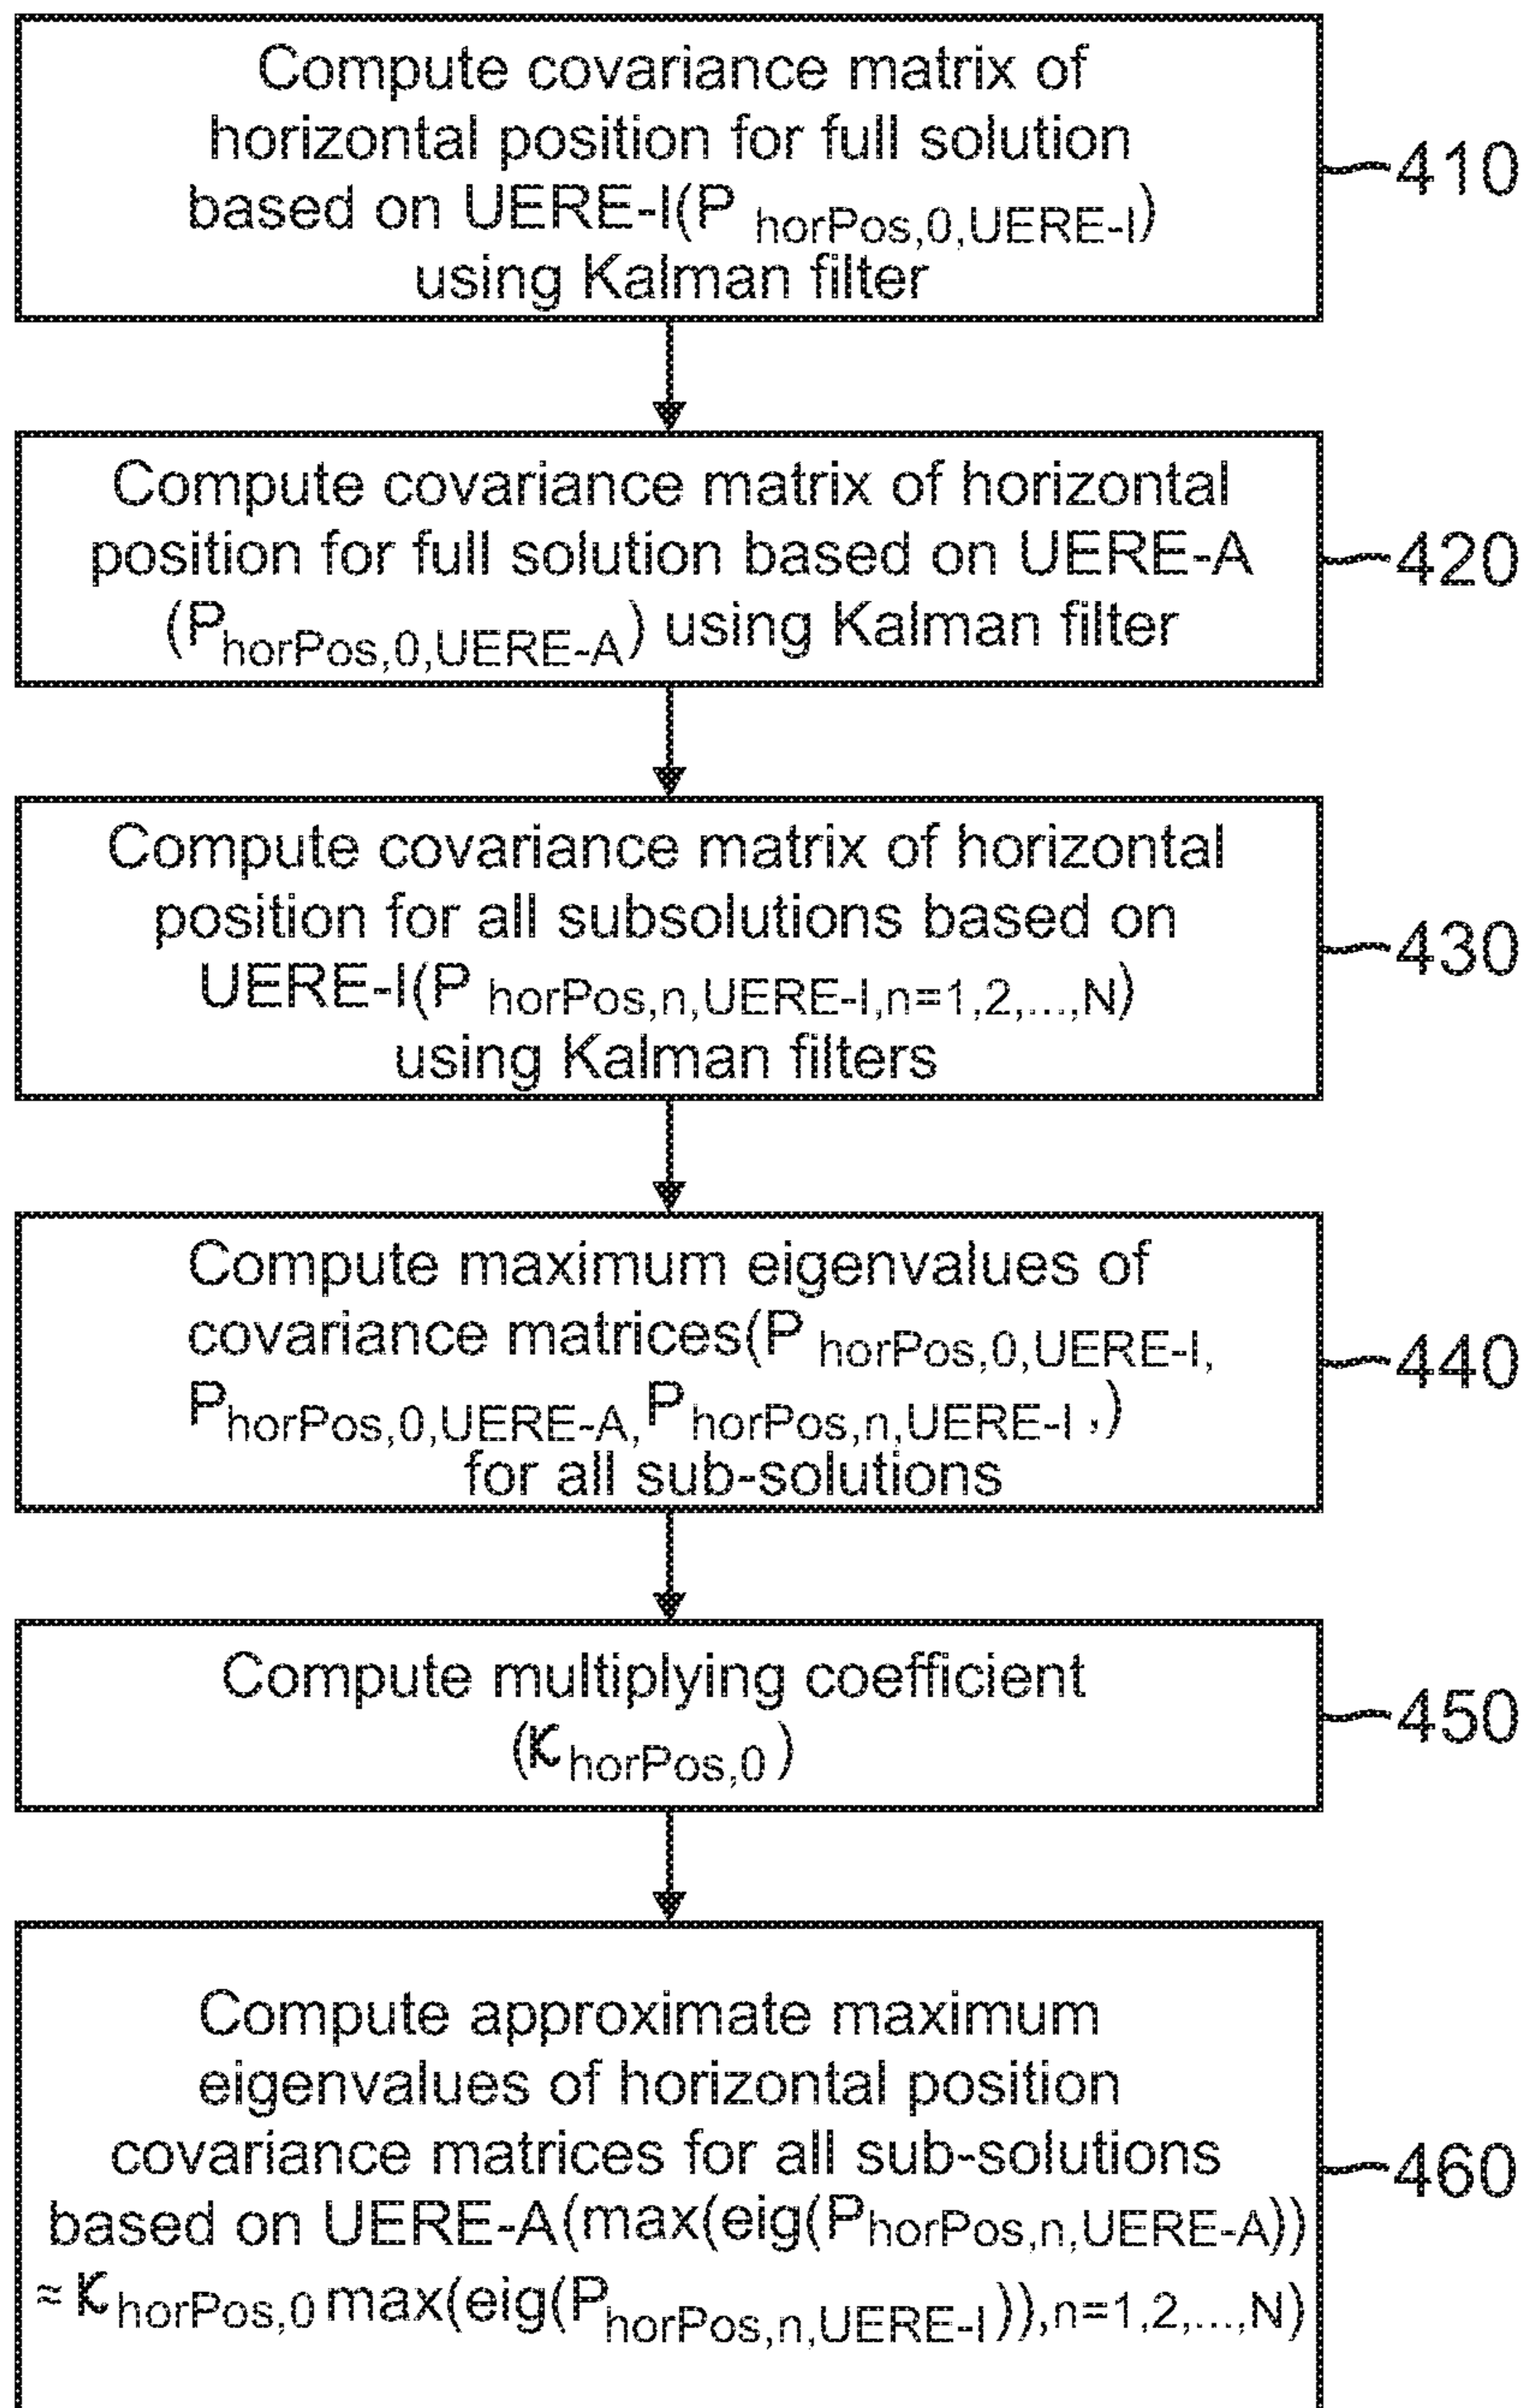 Compute covariance matrix of
horizontal position for full solution
based on UERE-I(P horPos,0,UERE-I)
using Kalman filter
410
Compute covariance matrix of horizontal
position for full solution based on UERE-A
(PhorPos,0,UERE-A) using Kalman filter
420
Compute covariance matrix of horizontal
position for all subsolutions based on
UERE-I(P horPos,n,UERE-I,n=1,2,...,N)
using Kalman filters
430
Compute maximum eigenvalues of
covariance matrices(P horPos,0,UERE-I,
PhorPos,0,UERE-A,PhorPos,n,UERE-I ,)
for all sub-solutions
440
Compute multiplying coefficient
(κhorPos,0)
450
Compute approximate maximum
eigenvalues of horizontal position
covariance matrices for all sub-solutions
based on UERE-A(max(eig(PhorPos,n,UERE-A))
≈ κhorPos,0 max(eig(PhorPos,n,UERE-I)),n=1,2,...,N)
460